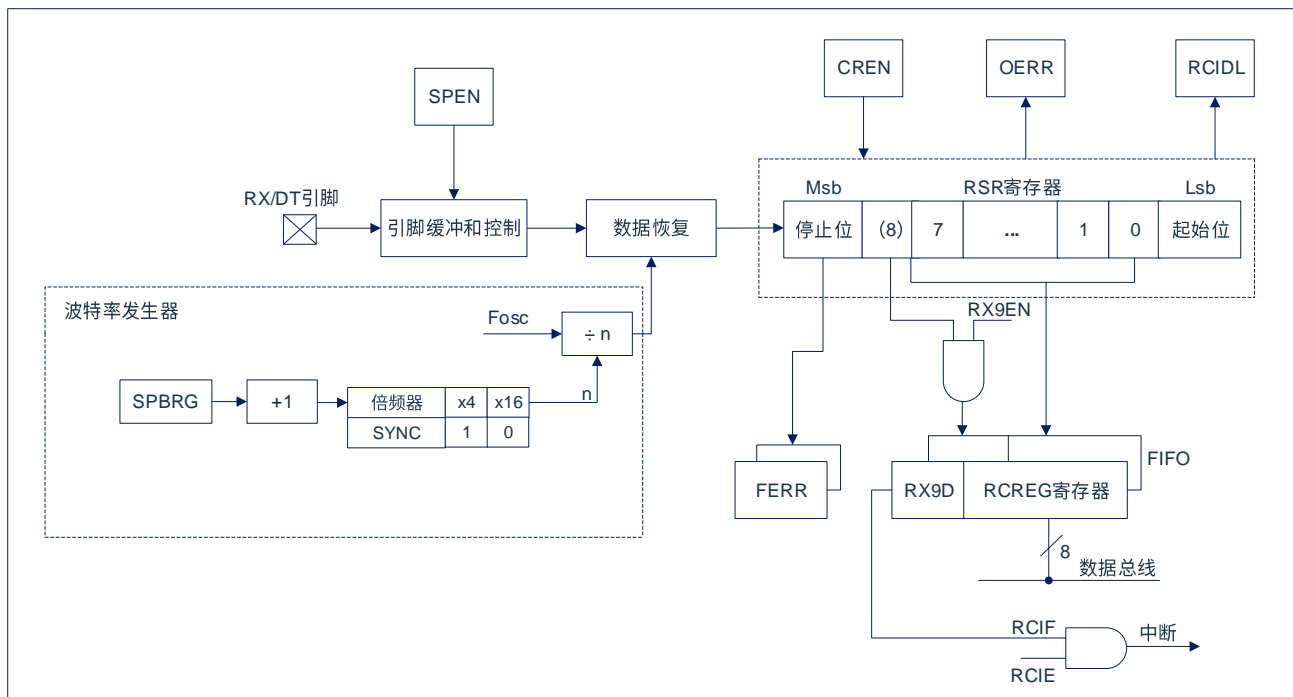 CREN
OERR
RCIDL
SPEN
Msb
RSR寄存器
Lsb
RX/DT引脚
引脚缓冲和控制
数据恢复
停止位
(8)
7
...
1
0
起始位
波特率发生器
Fosc
÷ n
RX9EN
n
SPBRG
+1
倍频器
x4
x16
SYNC
1
0
FIFO
FERR
RX9D
RCREG寄存器
8
数据总线
RCIF
中断
RCIE